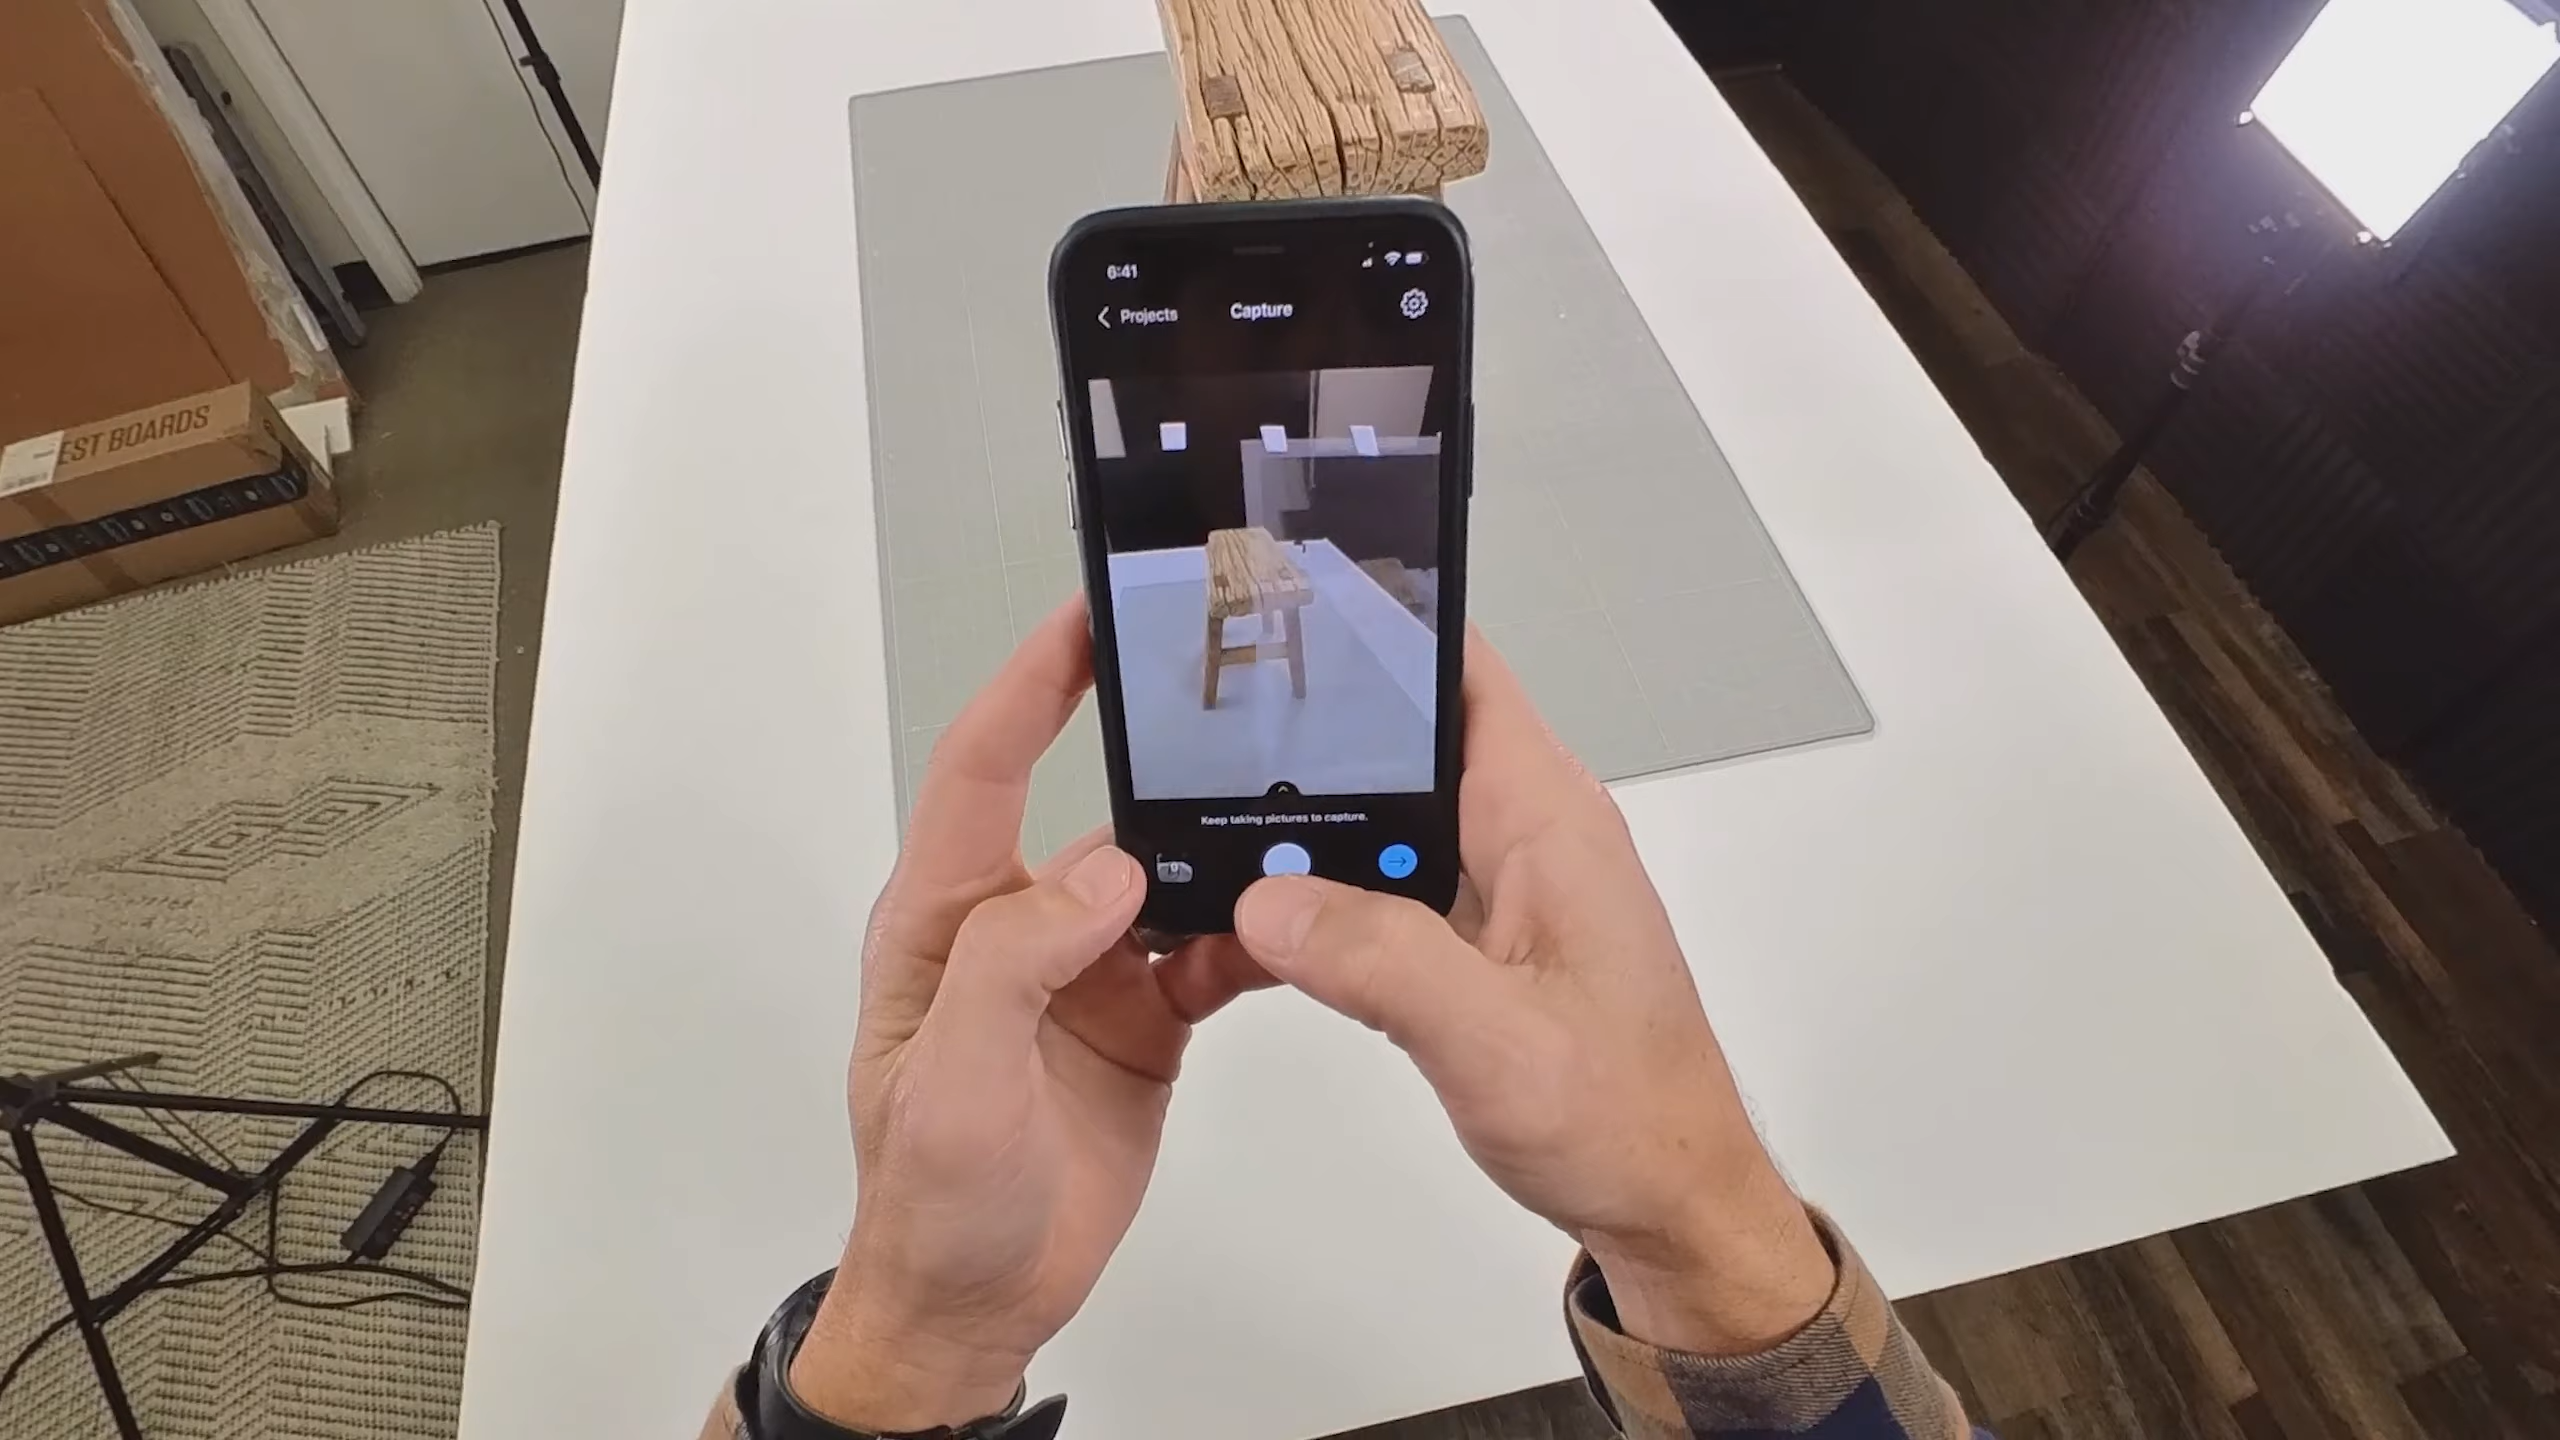 6:41
Projects
Capture
EST BOARDS
Keep taking pictures to capture.